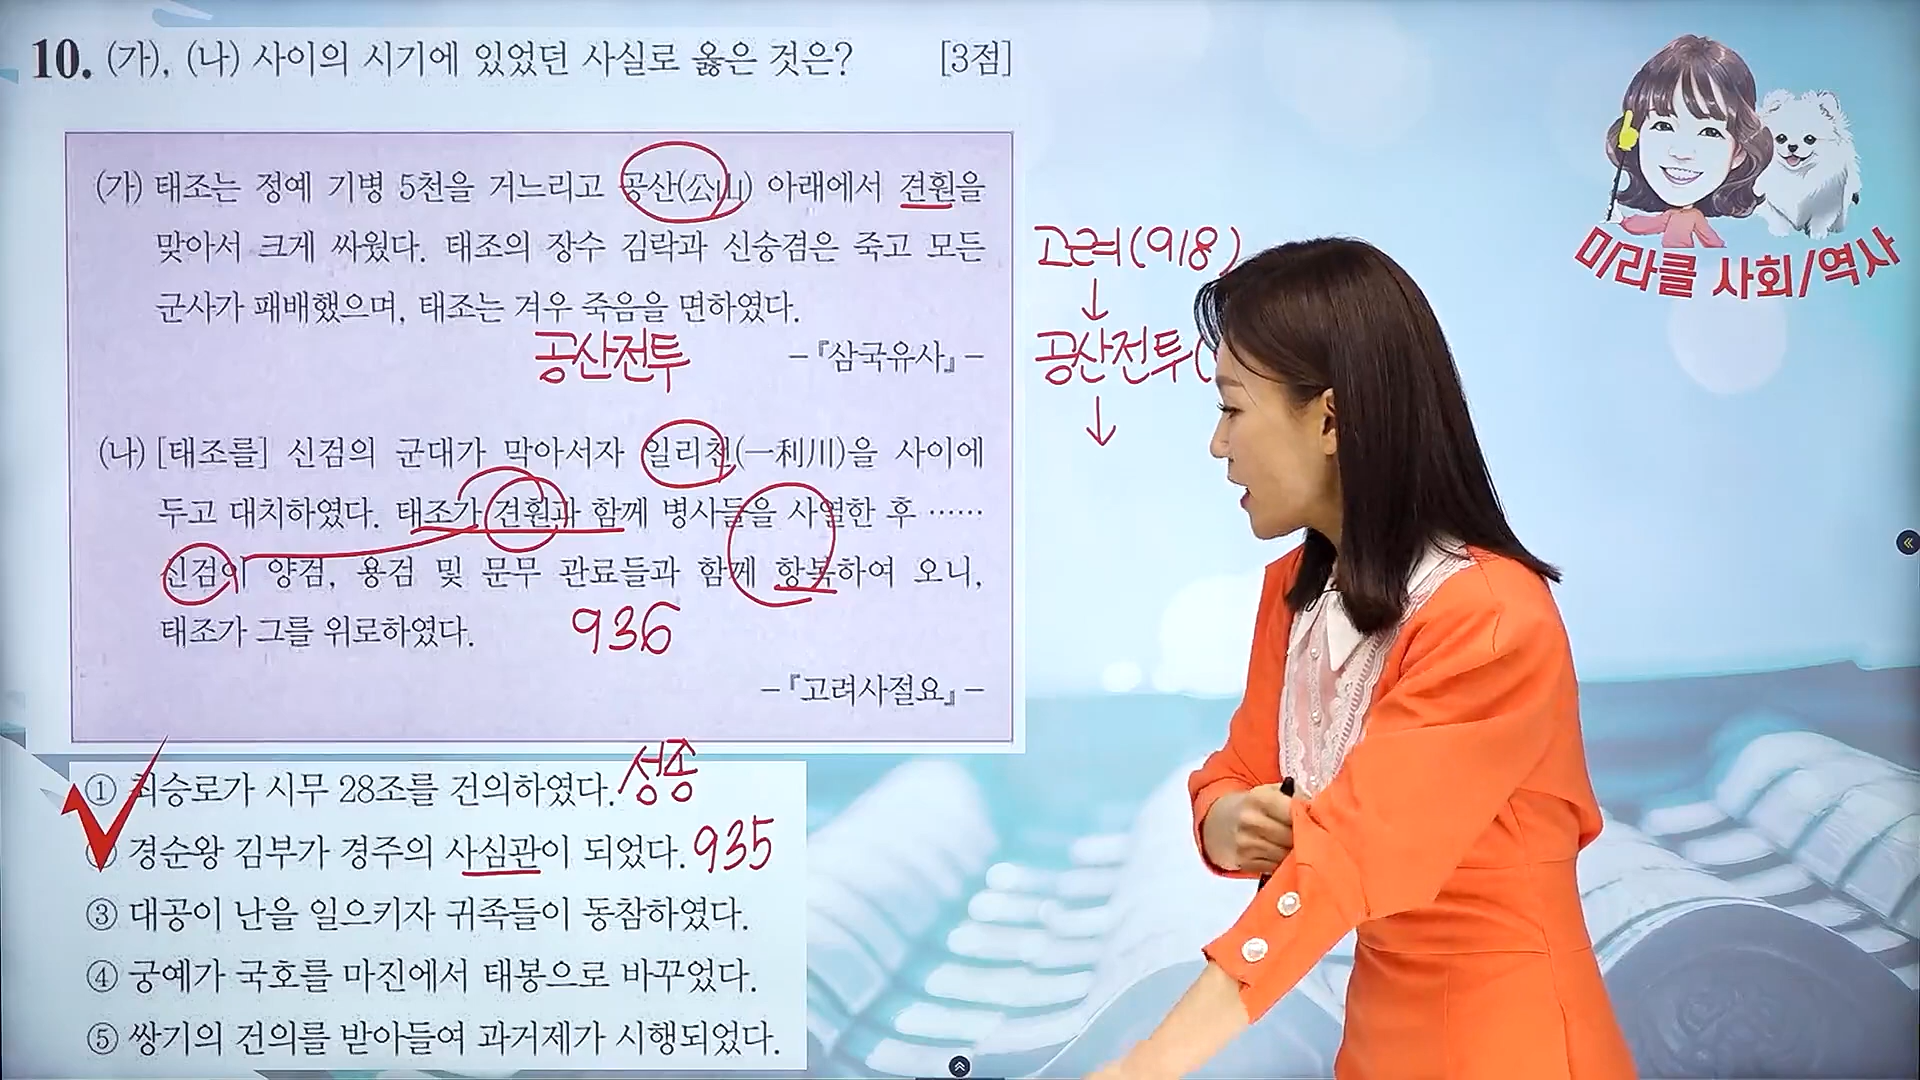 10. (가), (나) 사이의 시기에 있었던 사실로 옳은 것은? [3점]
(가) 태조는 정예 기병 5천을 거느리고 공산(公山) 아래에서 견훤을
맞아서 크게 싸웠다. 태조의 장수 김락과 신숭겸은 죽고 모든
군사가 패배했으며, 태조는 겨우 죽음을 면하였다.
공산전투
-『삼국유사』-
(나) [태조를] 신검의 군대가 막아서자 일리천(一利川)을 사이에
두고 대치하였다. 태조가 견훤과 함께 병사들을 사열한 후 ……
신검이 양검, 용검 및 문무 관료들과 함께 항복하여 오니,
태조가 그를 위로하였다.
936
-『고려사절요』-
① 최승로가 시무 28조를 건의하였다. 성종
경순왕 김부가 경주의 사심관이 되었다. 935
③ 대공이 난을 일으키자 귀족들이 동참하였다.
④ 궁예가 국호를 마진에서 태봉으로 바꾸었다.
⑤ 쌍기의 건의를 받아들여 과거제가 시행되었다.
고려(918)
↓
공산전투(
↓
미라클 사회/역사